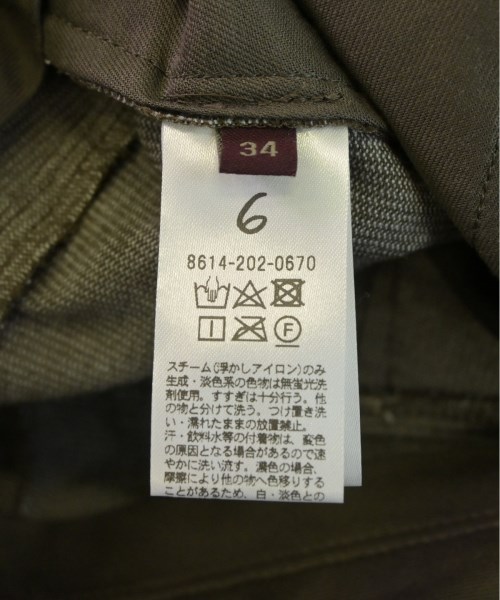 34
6
8614-202-0670
スチーム(浮かしアイロン)のみ
生成・淡色系の色物は無蛍光洗
剤使用。すすぎは十分行う。他
の物と分けて洗う。つけ置き洗
い・濡れたままの放置禁止。
汗・飲料水等の付着物は、変色
の原因となる場合があるので速
やかに洗い流す。濃色の場合、
摩擦により他の物へ色移りする
ことがあるため、白・淡色との